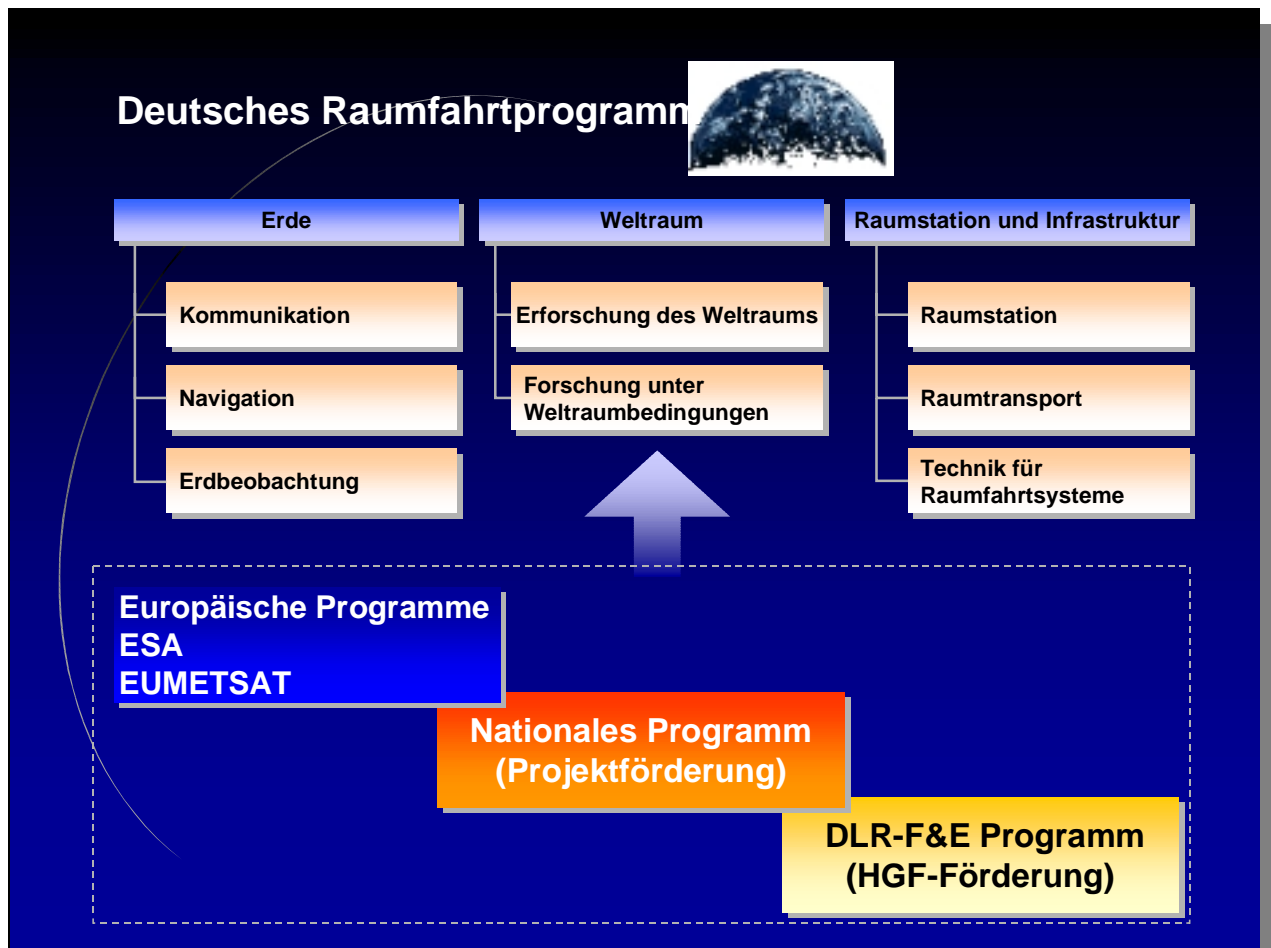 Deutsches Raumfahrtprogramm
Erde
Kommunikation
Navigation
Erdbeobachtung
Weltraum
Erforschung des Weltraums
Forschung unter
Weltraumbedingungen
Raumstation und Infrastruktur
Raumstation
Raumtransport
Technik für
Raumfahrtsysteme
Europäische Programme
ESA
EUMETSAT
Nationales Programm
(Projektförderung)
DLR-F&E Programm
(HGF-Förderung)